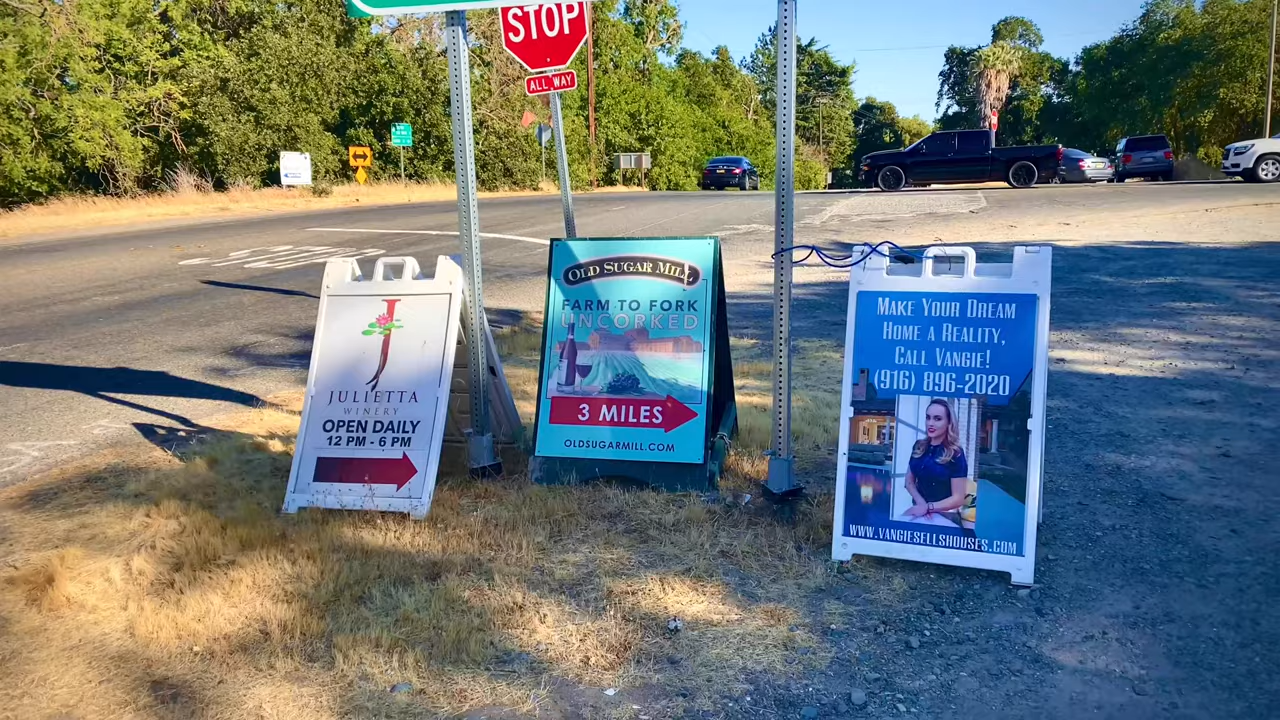 STOP
ALL WAY
JULIETTA
WINERY
OPEN DAILY
12 PM - 6 PM
OLD SUGAR MILL
FARM TO FORK
UNCORKED
3 MILES
OLDSUGARMILL.COM
MAKE YOUR DREAM
HOME A REALITY,
CALL VANGIE!
(916) 896-2020
WWW.VANGIESELLSHOUSES.COM